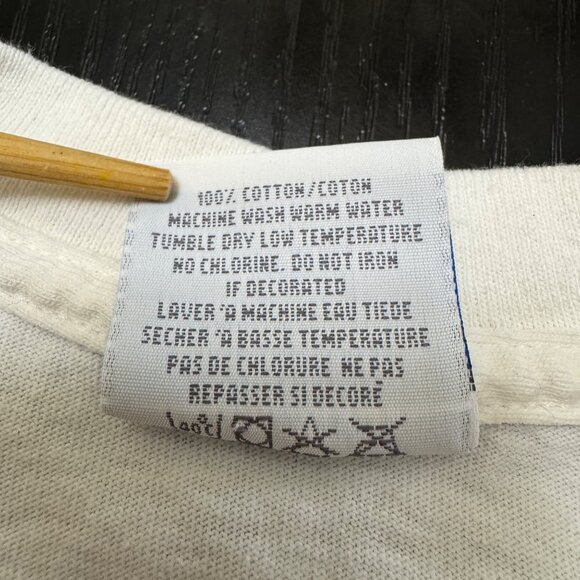 100% COTTON/COTON
MACHINE WASH WARM WATER
TUMBLE DRY LOW TEMPERATURE
NO CHLORINE. DO NOT IRON
IF DECORATED
LAVER 'A MACHINE EAU TIEDE
SECHER 'A BASSE TEMPERATURE
PAS DE CHLORURE NE PAS
REPASSER SI DECORÉ
40°C